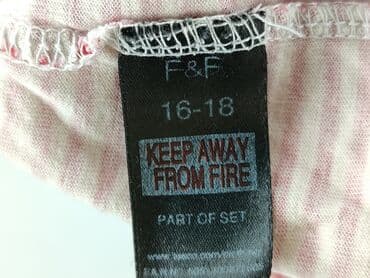 F&F
16-18
KEEP AWAY
FROM FIRE
PART OF SET